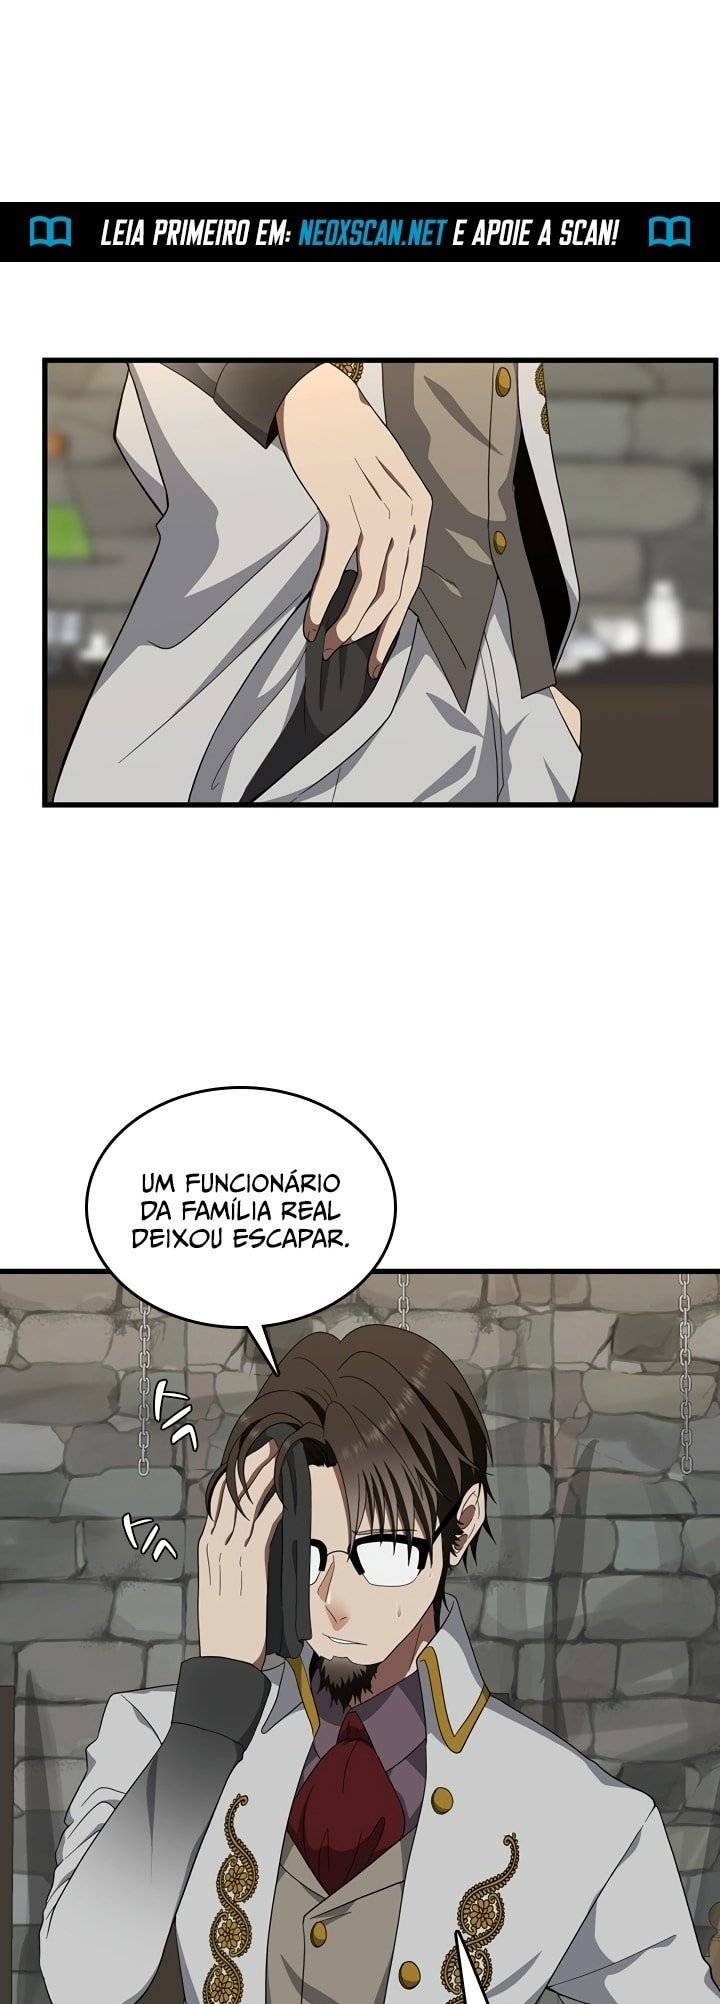 LEIA PRIMEIRO EM: NEOXSCAN.NET E APOIE A SCAN!
UM FUNCIONÁRIO
DA FAMÍLIA REAL
DEIXOU ESCAPAR.